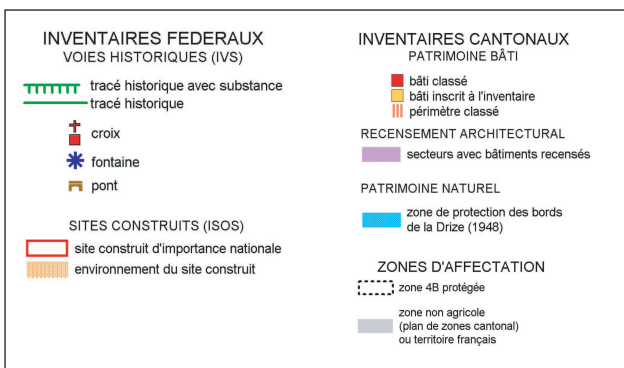 INVENTAIRES FEDERAUX
VOIES HISTORIQUES (IVS)
tracé historique avec substance
tracé historique
croix
fontaine
pont
SITES CONSTRUITS (ISOS)
site construit d'importance nationale
environnement du site construit
INVENTAIRES CANTONAUX
PATRIMOINE BÂTI
bâti classé
bâti inscrit à l'inventaire
périmètre classé
RECENSEMENT ARCHITECTURAL
secteurs avec bâtiments recensés
PATRIMOINE NATUREL
zone de protection des bords
de la Drize (1948)
ZONES D'AFFECTATION
zone 4B protégée
zone non agricole
(plan de zones cantonal)
ou territoire français